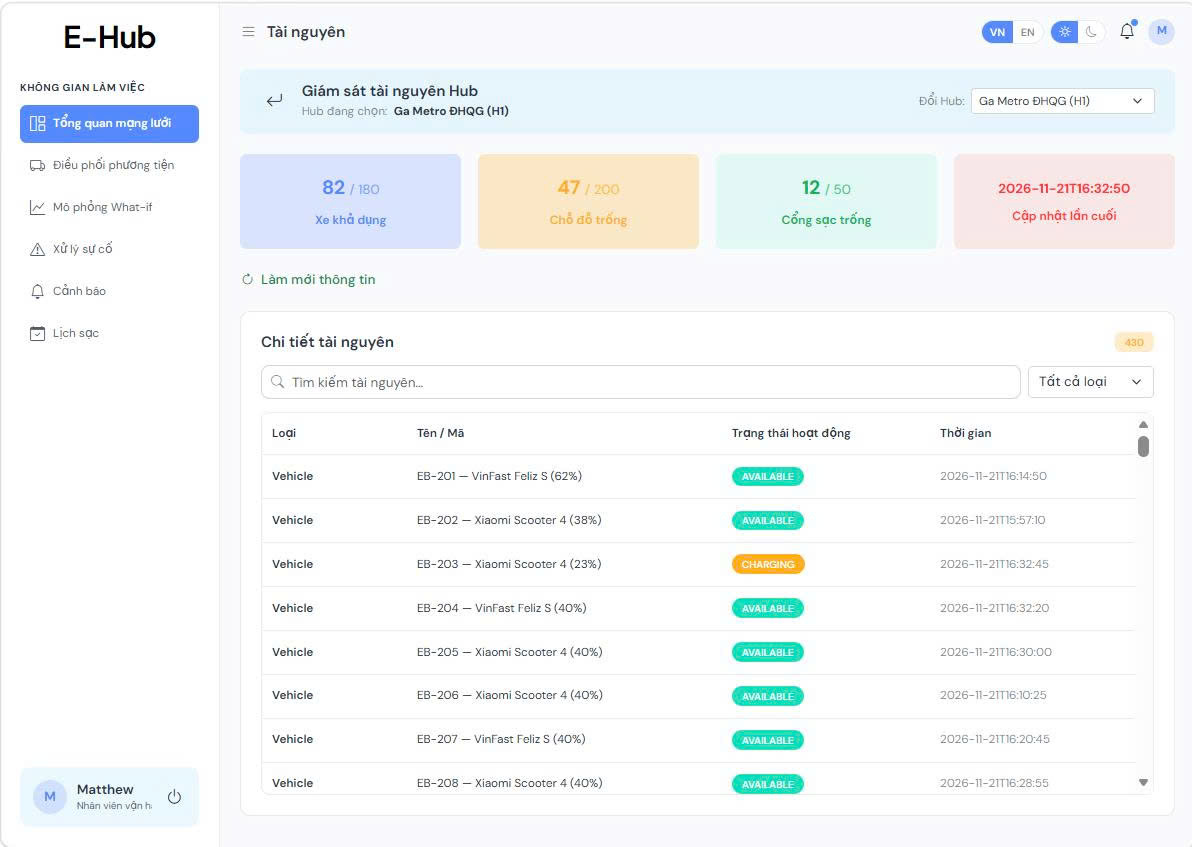 E-Hub
Tài nguyên
VN EN
M
KHÔNG GIAN LÀM VIỆC
Tổng quan mạng lưới
Điều phối phương tiện
Mô phỏng What-if
Xử lý sự cố
Cảnh báo
Lịch sạc
Giám sát tài nguyên Hub
Hub đang chọn: Ga Metro ĐHQG (H1)
Đổi Hub: Ga Metro ĐHQG (H1)
82 / 180
Xe khả dụng
47 / 200
Chỗ đỗ trống
12 / 50
Cổng sạc trống
2026-11-21T16:32:50
Cập nhật lần cuối
Làm mới thông tin
Chi tiết tài nguyên
430
Tìm kiếm tài nguyên...
Tất cả loại
Loại Tên / Mã Trạng thái hoạt động Thời gian
Vehicle EB-201 — VinFast Feliz S (62%) AVAILABLE 2026-11-21T16:14:50
Vehicle EB-202 — Xiaomi Scooter 4 (38%) AVAILABLE 2026-11-21T15:57:10
Vehicle EB-203 — Xiaomi Scooter 4 (23%) CHARGING 2026-11-21T16:32:45
Vehicle EB-204 — VinFast Feliz S (40%) AVAILABLE 2026-11-21T16:32:20
Vehicle EB-205 — Xiaomi Scooter 4 (40%) AVAILABLE 2026-11-21T16:30:00
Vehicle EB-206 — Xiaomi Scooter 4 (40%) AVAILABLE 2026-11-21T16:10:25
Vehicle EB-207 — VinFast Feliz S (40%) AVAILABLE 2026-11-21T16:20:45
Vehicle EB-208 — Xiaomi Scooter 4 (40%) AVAILABLE 2026-11-21T16:28:55
M
Matthew
Nhân viên vận h